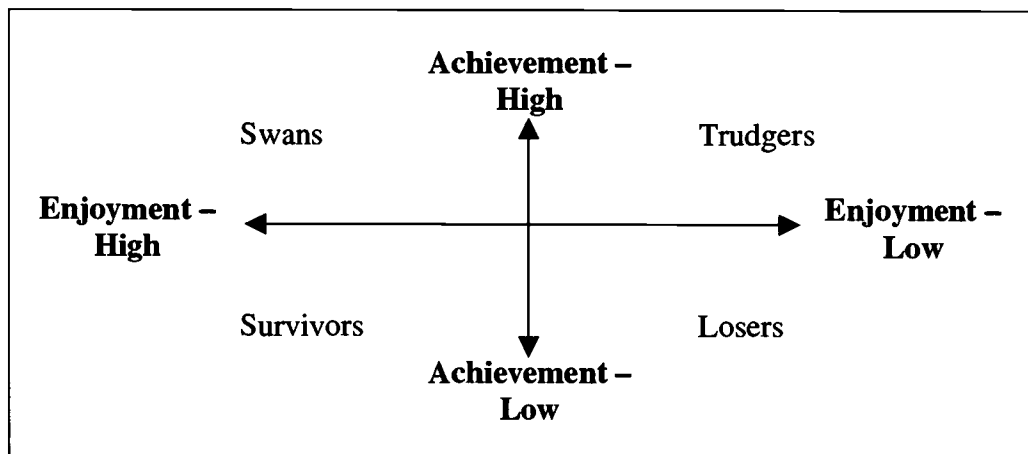 Achievement –
High
Swans
Trudgers
Enjoyment –
High
Enjoyment –
Low
Survivors
Losers
Achievement –
Low